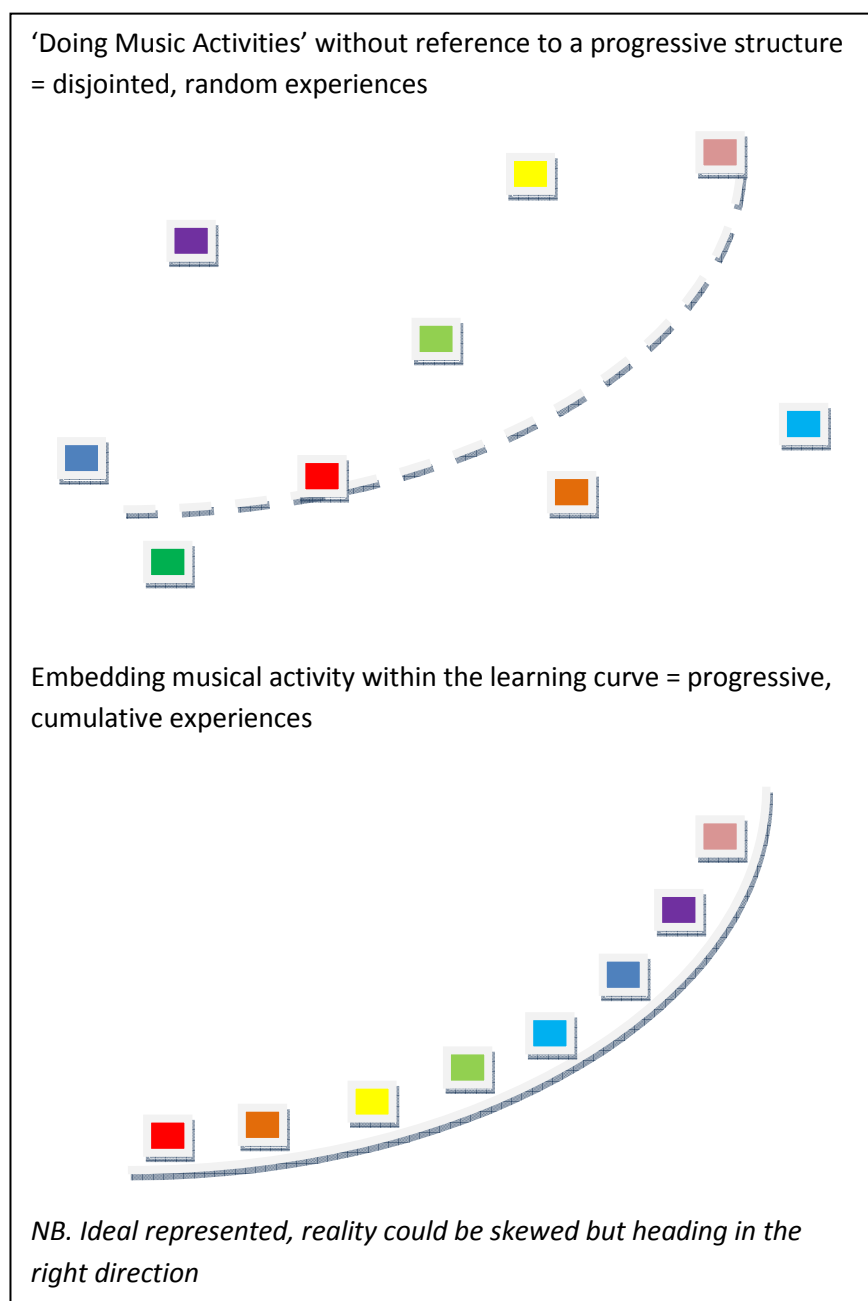 ‘Doing Music Activities’ without reference to a progressive structure
= disjointed, random experiences
Embedding musical activity within the learning curve = progressive,
cumulative experiences
NB. Ideal represented, reality could be skewed but heading in the
right direction